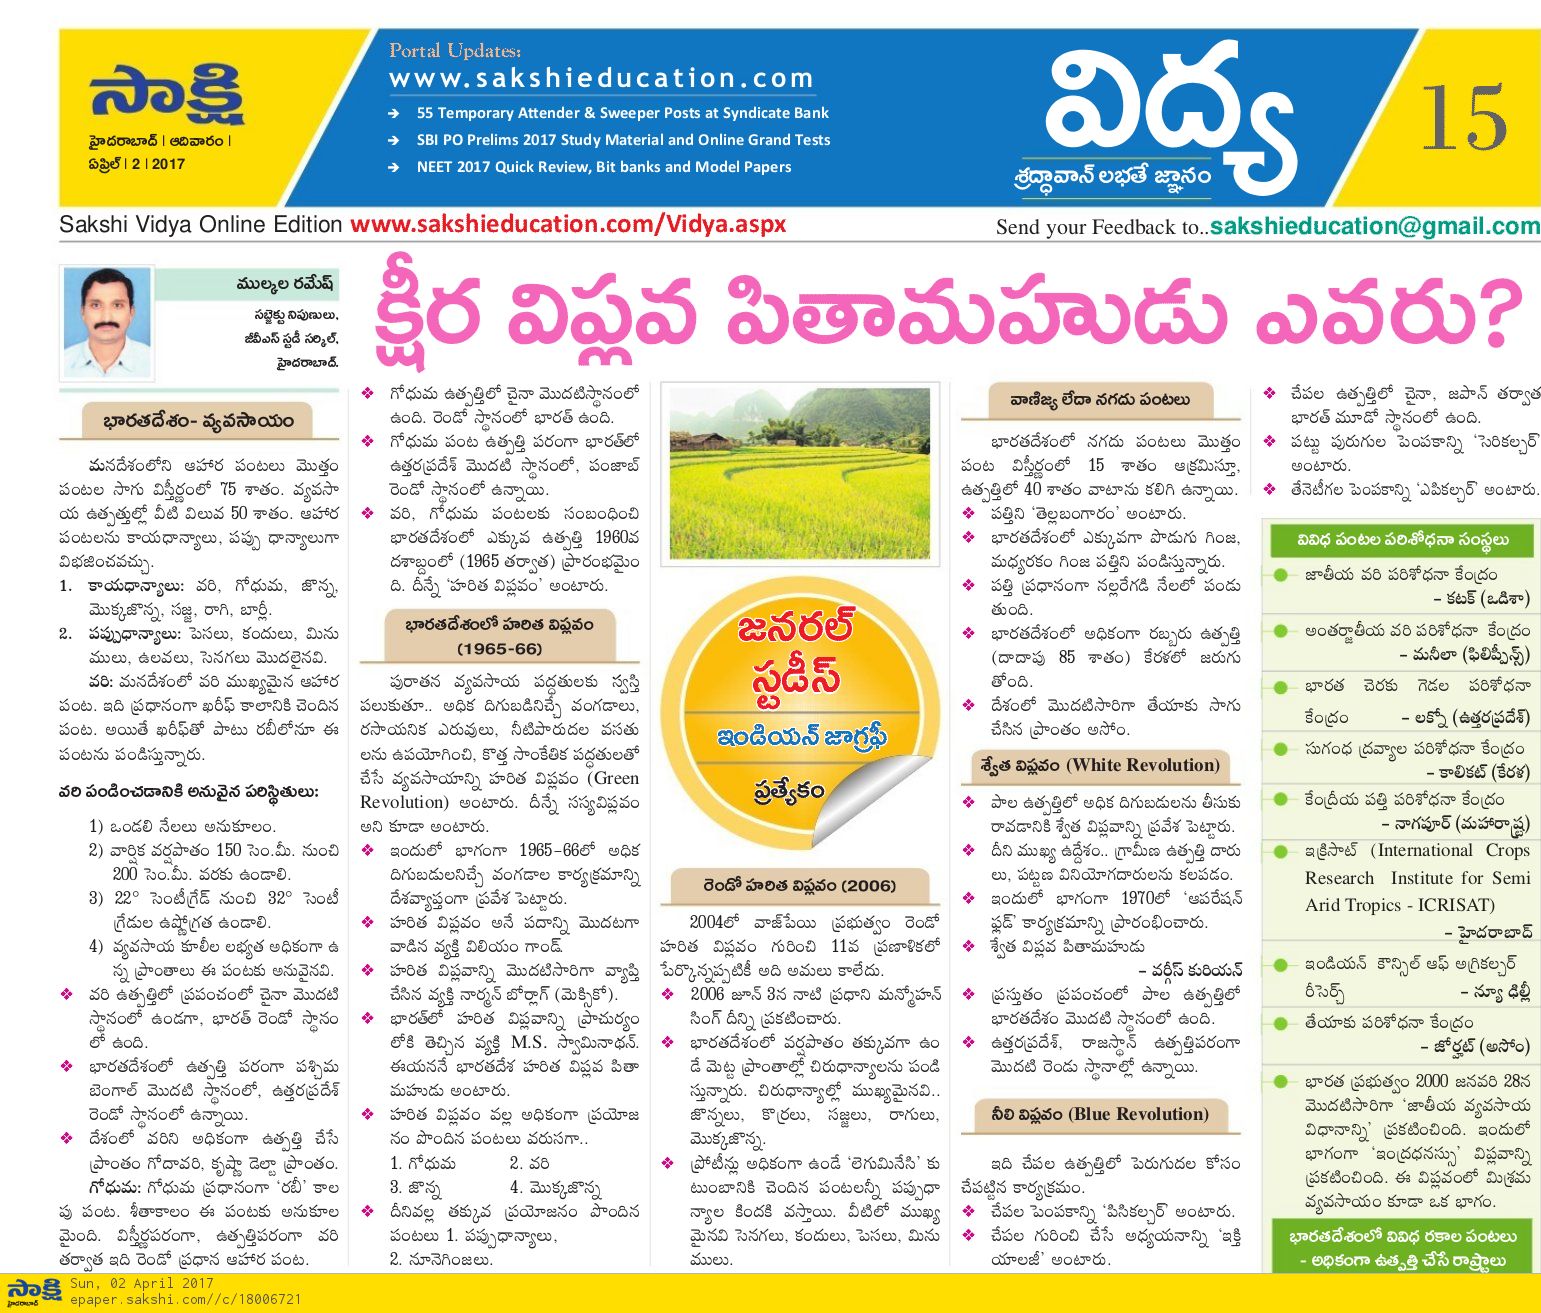 సాక్షి
హైదరాబాద్ | ఆదివారం |
ఏప్రిల్ | 2 | 2017
Portal Updates:
www.sakshieducation.com
➔ 55 Temporary Attender & Sweeper Posts at Syndicate Bank
➔ SBI PO Prelims 2017 Study Material and Online Grand Tests
➔ NEET 2017 Quick Review, Bit banks and Model Papers
విద్య
శ్రద్ధావాన్ లభతే జ్ఞానం
15
Sakshi Vidya Online Edition www.sakshieducation.com/Vidya.aspx
Send your Feedback to..sakshieducation@gmail.com
ముల్కల రమేష్
సబ్జెక్టు నిపుణులు,
జీవీఎస్ స్టడీ సర్కిల్,
హైదరాబాద్.
క్షీర విప్లవ పితామహుడు ఎవరు?
భారతదేశం- వ్యవసాయం
మనదేశంలోని ఆహార పంటలు మొత్తం
పంటల సాగు విస్తీర్ణంలో 75 శాతం. వ్యవసా
య ఉత్పత్తుల్లో వీటి విలువ 50 శాతం. ఆహార
పంటలను కాయధాన్యాలు, పప్పు ధాన్యాలుగా
విభజించవచ్చు.
1. కాయధాన్యాలు: వరి, గోధుమ, జొన్న,
మొక్కజొన్న, సజ్జ, రాగి, బార్లీ.
2. పప్పుధాన్యాలు: పెసలు, కందులు, మిను
ములు, ఉలవలు, సెనగలు మొదలైనవి.
వరి: మనదేశంలో వరి ముఖ్యమైన ఆహార
పంట. ఇది ప్రధానంగా ఖరీఫ్ కాలానికి చెందిన
పంట. అయితే ఖరీఫ్‌తో పాటు రబీలోనూ ఈ
పంటను పండిస్తున్నారు.
వరి పండించడానికి అనువైన పరిస్థితులు:
1) ఒండలి నేలలు అనుకూలం.
2) వార్షిక వర్షపాతం 150 సెం.మీ. నుంచి
200 సెం.మీ. వరకు ఉండాలి.
3) 22° సెంటీగ్రేడ్ నుంచి 32° సెంటీ
గ్రేడుల ఉష్ణోగ్రత ఉండాలి.
4) వ్యవసాయ కూలీల లభ్యత అధికంగా ఉ
న్న ప్రాంతాలు ఈ పంటకు అనువైనవి.
❖ వరి ఉత్పత్తిలో ప్రపంచంలో చైనా మొదటి
స్థానంలో ఉండగా, భారత్ రెండో స్థానం
లో ఉంది.
❖ భారతదేశంలో ఉత్పత్తి పరంగా పశ్చిమ
బెంగాల్ మొదటి స్థానంలో, ఉత్తరప్రదేశ్
రెండో స్థానంలో ఉన్నాయి.
❖ దేశంలో వరిని అధికంగా ఉత్పత్తి చేసే
ప్రాంతం గోదావరి, కృష్ణా డెల్టా ప్రాంతం.
గోధుమ: గోధుమ ప్రధానంగా ‘రబీ’ కాల
పు పంట. శీతాకాలం ఈ పంటకు అనుకూల
మైంది. విస్తీర్ణపరంగా, ఉత్పత్తిపరంగా వరి
తర్వాత ఇది రెండో ప్రధాన ఆహార పంట.
❖ గోధుమ ఉత్పత్తిలో చైనా మొదటిస్థానంలో
ఉంది. రెండో స్థానంలో భారత్ ఉంది.
❖ గోధుమ పంట ఉత్పత్తి పరంగా భారత్‌లో
ఉత్తరప్రదేశ్ మొదటి స్థానంలో, పంజాబ్
రెండో స్థానంలో ఉన్నాయి.
❖ వరి, గోధుమ పంటలకు సంబంధించి
భారతదేశంలో ఎక్కువ ఉత్పత్తి 1960వ
దశాబ్దంలో (1965 తర్వాత) ప్రారంభమైం
ది. దీన్నే ‘హరిత విప్లవం’ అంటారు.
భారతదేశంలో హరిత విప్లవం
(1965-66)
పురాతన వ్యవసాయ పద్ధతులకు స్వస్తి
పలుకుతూ.. అధిక దిగుబడినిచ్చే వంగడాలు,
రసాయనిక ఎరువులు, నీటిపారుదల వసతు
లను ఉపయోగించి, కొత్త సాంకేతిక పద్ధతులతో
చేసే వ్యవసాయాన్ని హరిత విప్లవం (Green
Revolution) అంటారు. దీన్నే సస్యవిప్లవం
అని కూడా అంటారు.
❖ ఇందులో భాగంగా 1965-66లో అధిక
దిగుబడులనిచ్చే వంగడాల కార్యక్రమాన్ని
దేశవ్యాప్తంగా ప్రవేశ పెట్టారు.
❖ హరిత విప్లవం అనే పదాన్ని మొదటగా
వాడిన వ్యక్తి విలియం గాండ్.
❖ హరిత విప్లవాన్ని మొదటిసారిగా వ్యాప్తి
చేసిన వ్యక్తి నార్మన్ బోర్లాగ్ (మెక్సికో).
❖ భారత్‌లో హరిత విప్లవాన్ని ప్రాచుర్యం
లోకి తెచ్చిన వ్యక్తి M.S. స్వామినాథన్.
ఈయననే భారతదేశ హరిత విప్లవ పితా
మహుడు అంటారు.
❖ హరిత విప్లవం వల్ల అధికంగా ప్రయోజ
నం పొందిన పంటలు వరుసగా..
1. గోధుమ 2. వరి
3. జొన్న 4. మొక్కజొన్న
❖ దీనివల్ల తక్కువ ప్రయోజనం పొందిన
పంటలు 1. పప్పుధాన్యాలు,
2. నూనెగింజలు.
జనరల్
స్టడీస్
ఇండియన్ జాగ్రఫీ
ప్రత్యేకం
రెండో హరిత విప్లవం (2006)
2004లో వాజ్‌పేయి ప్రభుత్వం రెండో
హరిత విప్లవం గురించి 11వ ప్రణాళికలో
పేర్కొన్నప్పటికీ అది అమలు కాలేదు.
❖ 2006 జూన్ 3న నాటి ప్రధాని మన్మోహన్
సింగ్ దీన్ని ప్రకటించారు.
❖ భారతదేశంలో వర్షపాతం తక్కువగా ఉం
డే మెట్ట ప్రాంతాల్లో చిరుధాన్యాలను పండి
స్తున్నారు. చిరుధాన్యాల్లో ముఖ్యమైనవి..
జొన్నలు, కొర్రలు, సజ్జలు, రాగులు,
మొక్కజొన్న.
❖ ప్రోటీన్లు అధికంగా ఉండే ‘లెగుమినేసి’ కు
టుంబానికి చెందిన పంటలన్నీ పప్పుధా
న్యాల కిందకి వస్తాయి. వీటిలో ముఖ్య
మైనవి సెనగలు, కందులు, పెసలు, మిను
ములు.
వాణిజ్య లేదా నగదు పంటలు
భారతదేశంలో నగదు పంటలు మొత్తం
పంట విస్తీర్ణంలో 15 శాతం ఆక్రమిస్తూ,
ఉత్పత్తిలో 40 శాతం వాటాను కలిగి ఉన్నాయి.
❖ పత్తిని ‘తెల్లబంగారం’ అంటారు.
❖ భారతదేశంలో ఎక్కువగా పొడుగు గింజ,
మధ్యరకం గింజ పత్తిని పండిస్తున్నారు.
❖ పత్తి ప్రధానంగా నల్లరేగడి నేలలో పండు
తుంది.
❖ భారతదేశంలో అధికంగా రబ్బరు ఉత్పత్తి
(దాదాపు 85 శాతం) కేరళలో జరుగు
తోంది.
❖ దేశంలో మొదటిసారిగా తేయాకు సాగు
చేసిన ప్రాంతం అసోం.
శ్వేత విప్లవం (White Revolution)
❖ పాల ఉత్పత్తిలో అధిక దిగుబడులను తీసుకు
రావడానికి శ్వేత విప్లవాన్ని ప్రవేశ పెట్టారు.
❖ దీని ముఖ్య ఉద్దేశం.. గ్రామీణ ఉత్పత్తి దారు
లు, పట్టణ వినియోగదారులను కలపడం.
❖ ఇందులో భాగంగా 1970లో ‘ఆపరేషన్
ఫ్లడ్’ కార్యక్రమాన్ని ప్రారంభించారు.
❖ శ్వేత విప్లవ పితామహుడు
– వర్గీస్ కురియన్
❖ ప్రస్తుతం ప్రపంచంలో పాల ఉత్పత్తిలో
భారతదేశం మొదటి స్థానంలో ఉంది.
❖ ఉత్తరప్రదేశ్, రాజస్థాన్ ఉత్పత్తిపరంగా
మొదటి రెండు స్థానాల్లో ఉన్నాయి.
నీలి విప్లవం (Blue Revolution)
ఇది చేపల ఉత్పత్తిలో పెరుగుదల కోసం
చేపట్టిన కార్యక్రమం.
❖ చేపల పెంపకాన్ని ‘పిసికల్చర్’ అంటారు.
❖ చేపల గురించి చేసే అధ్యయనాన్ని ‘ఇక్తి
యాలజీ’ అంటారు.
❖ చేపల ఉత్పత్తిలో చైనా, జపాన్ తర్వాత
భారత్ మూడో స్థానంలో ఉంది.
❖ పట్టు పురుగుల పెంపకాన్ని ‘సెరికల్చర్’
అంటారు.
❖ తేనెటీగల పెంపకాన్ని ‘ఎపికల్చర్’ అంటారు.
వివిధ పంటల పరిశోధనా సంస్థలు
● జాతీయ వరి పరిశోధనా కేంద్రం
– కటక్ (ఒడిశా)
● అంతర్జాతీయ వరి పరిశోధనా కేంద్రం
– మనీలా (ఫిలిప్పీన్స్)
● భారత చెరకు గెడల పరిశోధనా
కేంద్రం – లక్నో (ఉత్తరప్రదేశ్)
● సుగంధ ద్రవ్యాల పరిశోధనా కేంద్రం
– కాలికట్ (కేరళ)
● కేంద్రీయ పత్తి పరిశోధనా కేంద్రం
– నాగపూర్ (మహారాష్ట్ర)
● ఇక్రిసాట్ (International Crops
Research Institute for Semi
Arid Tropics - ICRISAT)
– హైదరాబాద్
● ఇండియన్ కౌన్సిల్ ఆఫ్ అగ్రికల్చర్
రీసెర్చ్ – న్యూ ఢిల్లీ
● తేయాకు పరిశోధనా కేంద్రం
– జోర్హట్ (అసోం)
● భారత ప్రభుత్వం 2000 జనవరి 28న
మొదటిసారిగా ‘జాతీయ వ్యవసాయ
విధానాన్ని’ ప్రకటించింది. ఇందులో
భాగంగా ‘ఇంద్రధనస్సు’ విప్లవాన్ని
ప్రకటించింది. ఈ విప్లవంలో మిశ్రమ
వ్యవసాయం కూడా ఒక భాగం.
భారతదేశంలో వివిధ రకాల పంటలు
- అధికంగా ఉత్పత్తి చేసే రాష్ట్రాలు
సాక్షి
హైదరాబాద్
Sun, 02 April 2017
epaper.sakshi.com//c/18006721